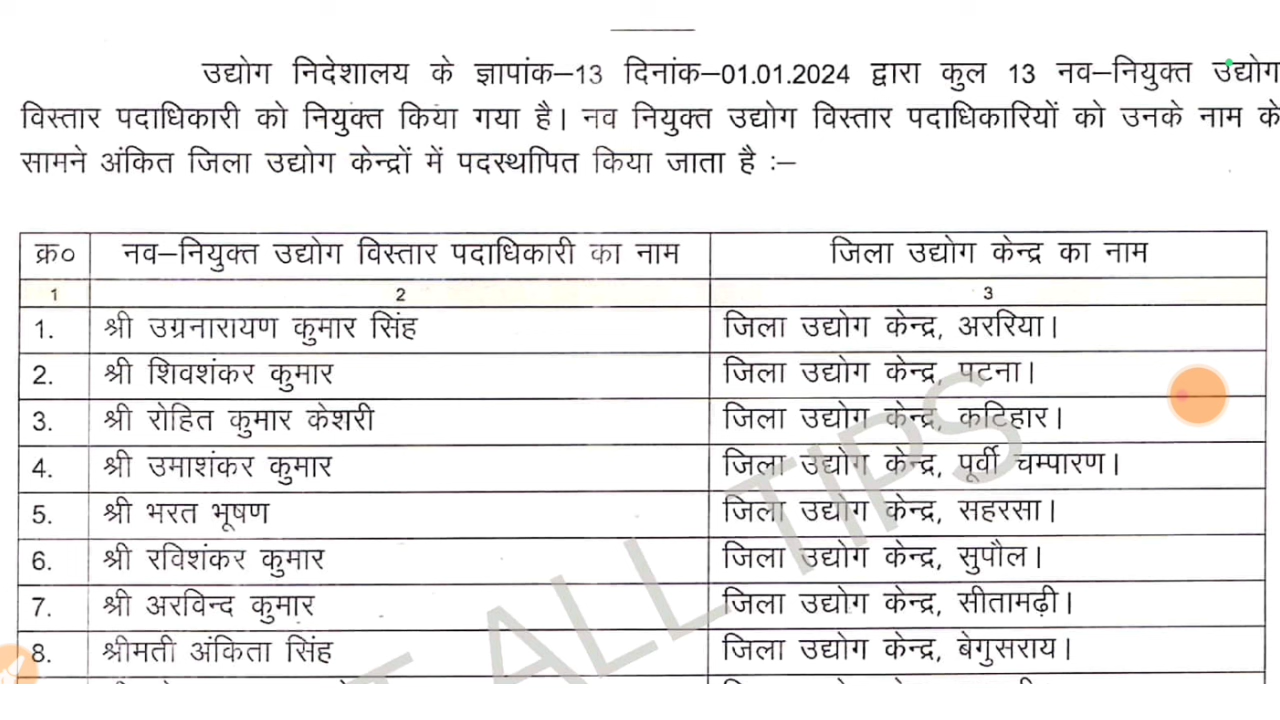 उद्योग निदेशालय के ज्ञापांक–13 दिनांक–01.01.2024 द्वारा कुल 13 नव–नियुक्त उद्योग
विस्तार पदाधिकारी को नियुक्त किया गया है। नव नियुक्त उद्योग विस्तार पदाधिकारियों को उनके नाम के
सामने अंकित जिला उद्योग केन्द्रों में पदस्थापित किया जाता है :–
क्र० नव–नियुक्त उद्योग विस्तार पदाधिकारी का नाम जिला उद्योग केन्द्र का नाम
1 2 3
1. श्री उग्रनारायण कुमार सिंह जिला उद्योग केन्द्र, अररिया।
2. श्री शिवशंकर कुमार जिला उद्योग केन्द्र, पटना।
3. श्री रोहित कुमार केशरी जिला उद्योग केन्द्र, कटिहार।
4. श्री उमाशंकर कुमार जिला उद्योग केन्द्र, पूर्वी चम्पारण।
5. श्री भरत भूषण जिला उद्योग केन्द्र, सहरसा।
6. श्री रविशंकर कुमार जिला उद्योग केन्द्र, सुपौल।
7. श्री अरविन्द कुमार जिला उद्योग केन्द्र, सीतामढ़ी।
8. श्रीमती अंकिता सिंह जिला उद्योग केन्द्र, बेगुसराय।
ALL TIPS